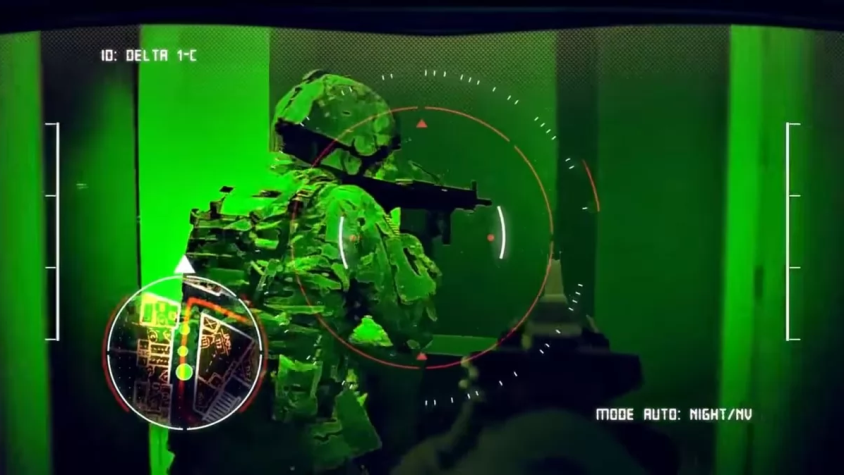 ID: DELTA 1-C
MODE AUTO: NIGHT/NV